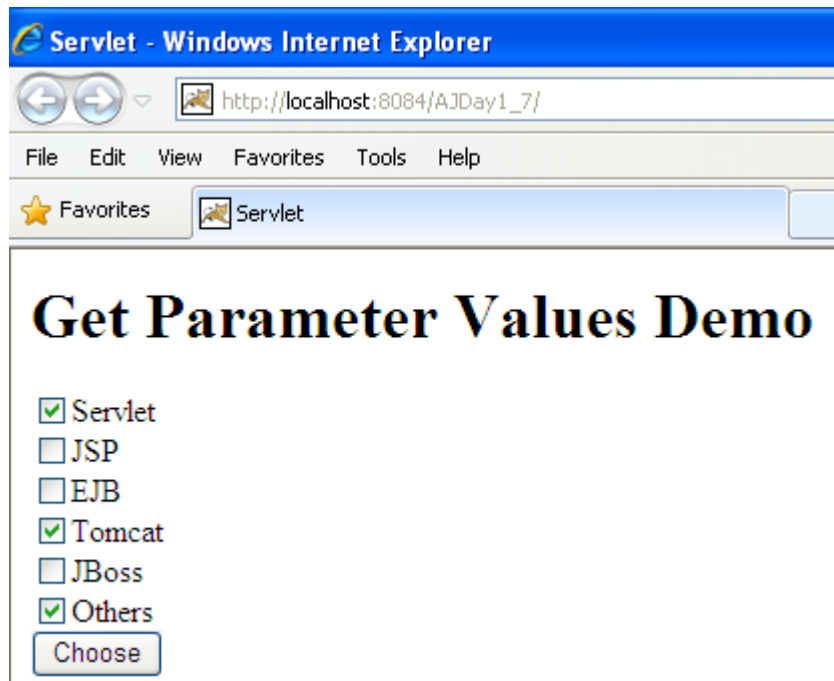 Servlet - Windows Internet Explorer
http://localhost:8084/AJDay1_7/
File Edit View Favorites Tools Help
Favorites Servlet
Get Parameter Values Demo
Servlet
JSP
EJB
Tomcat
JBoss
Others
Choose